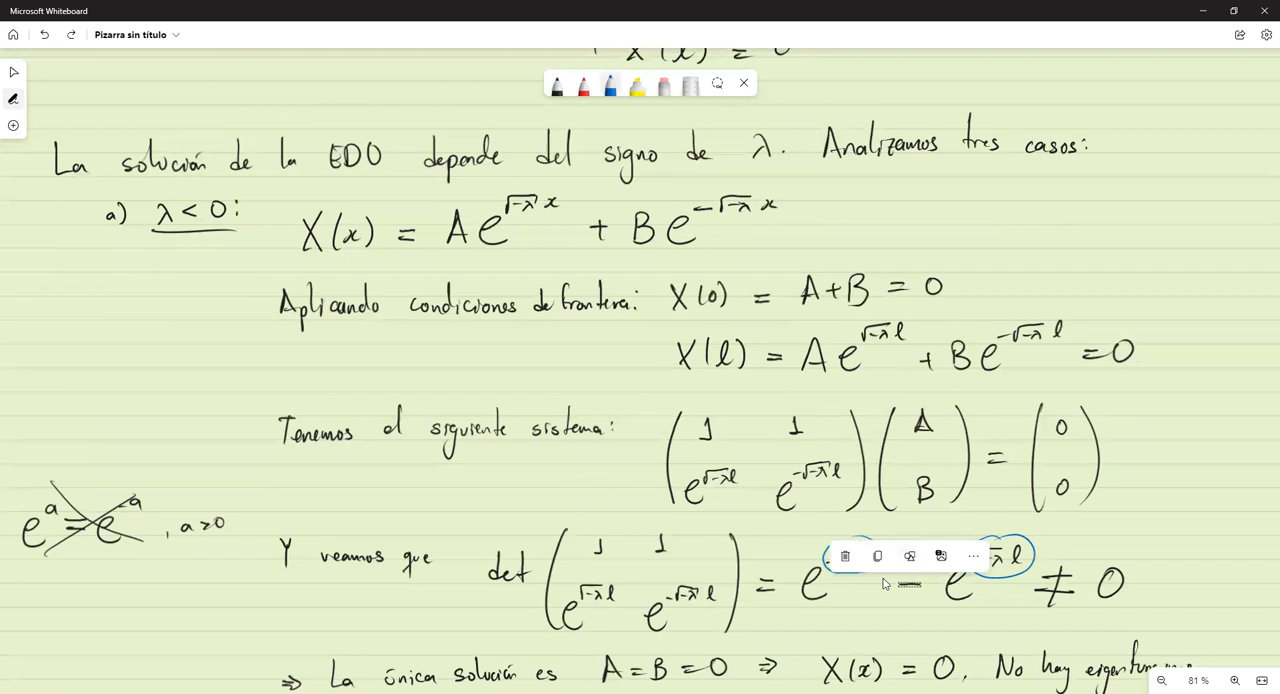 Microsoft Whiteboard
Pizarra sin título
X(l) = 0
La solución de la EDO depende del signo de λ. Analizamos tres casos:
a) λ < 0: X(x) = A e^{√-λ x} + B e^{-√-λ x}
Aplicando condiciones de frontera: X(0) = A+B = 0
X(l) = A e^{√-λ l} + B e^{-√-λ l} = 0
Tenemos el siguiente sistema: ( 1 1 ; e^{√-λ l} e^{-√-λ l} ) ( A ; B ) = ( 0 ; 0 )
e^a = e^{-a}, a>0
Y veamos que det ( 1 1 ; e^{√-λ l} e^{-√-λ l} ) = e - e^{√-λ l} ≠ 0
⇒ La única solución es A = B = 0 ⇒ X(x) = 0. No hay
81 %